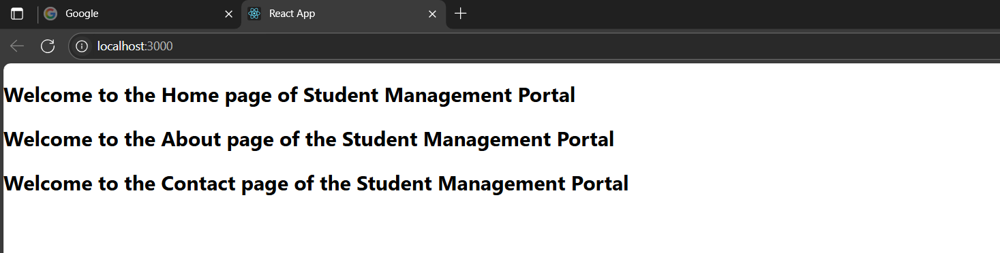 Google
React App
localhost:3000
Welcome to the Home page of Student Management Portal
Welcome to the About page of the Student Management Portal
Welcome to the Contact page of the Student Management Portal